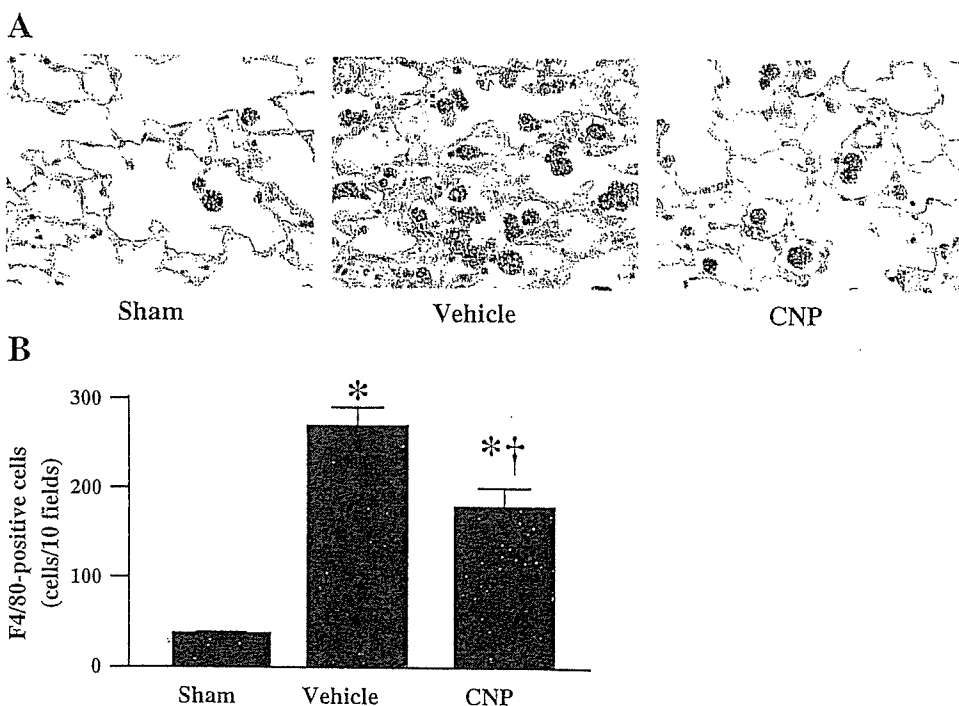 A
Sham Vehicle CNP
B
F4/80-positive cells
(cells/10 fields)
300
200
100
0
*
*†
Sham Vehicle CNP